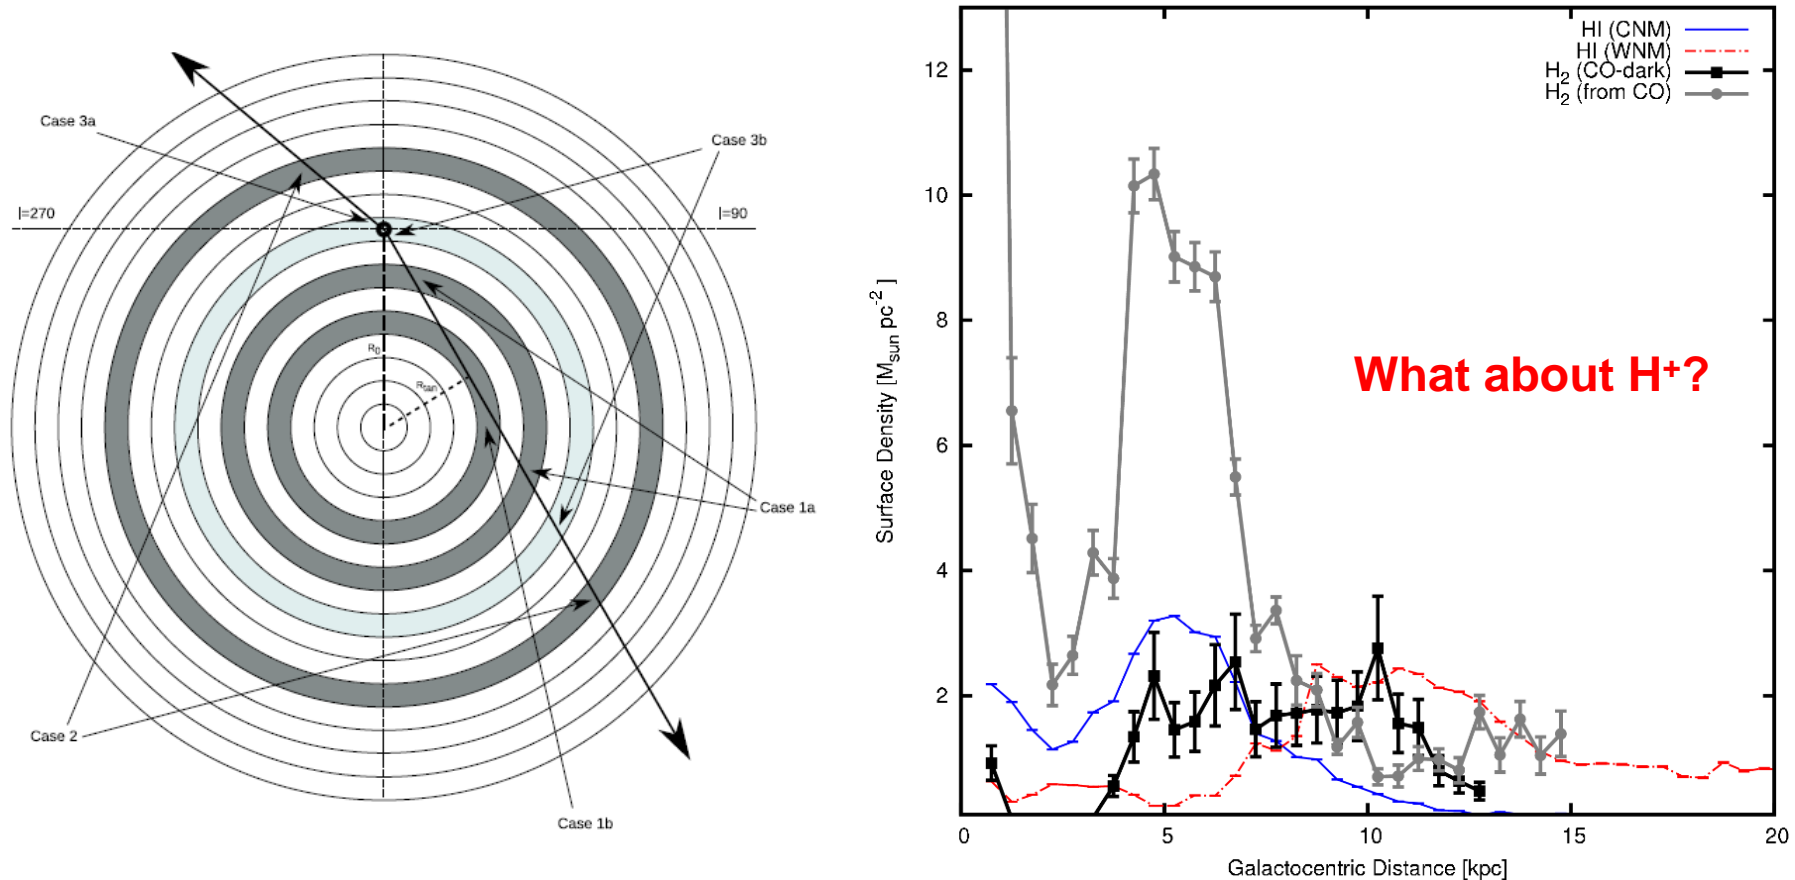 Case 3a
Case 3b
l=270
l=90
R0
Rtan
Case 1a
Case 2
Case 1b
HI (CNM)
HI (WNM)
H2 (CO-dark)
H2 (from CO)
12
10
8
6
4
2
Surface Density [Msun pc-2 ]
What about H+?
0
5
10
15
20
Galactocentric Distance [kpc]